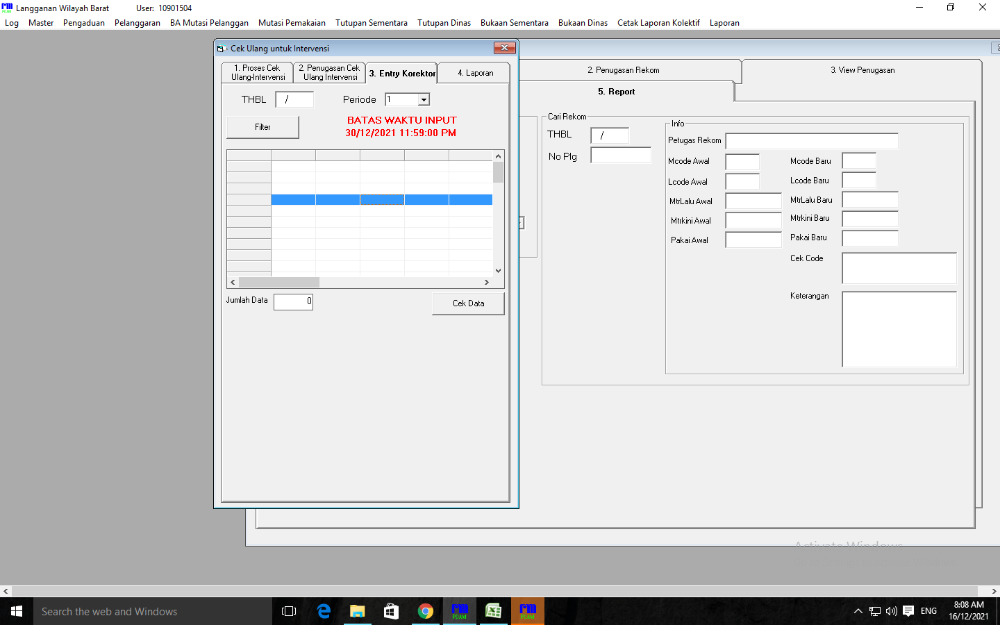 Langganan Wilayah Barat User: 10901504
Log Master Pengaduan Pelanggaran BA Mutasi Pelanggan Mutasi Pemakaian Tutupan Sementara Tutupan Dinas Bukaan Sementara Bukaan Dinas Cetak Laporan Kolektif Laporan
Cek Ulang untuk Intervensi
1. Proses Cek
Ulang-Intervensi
2. Penugasan Cek
Ulang Intervensi
3. Entry Korektor
4. Laporan
THBL /
Periode 1
Filter
BATAS WAKTU INPUT
30/12/2021 11:59:00 PM
Jumlah Data 0
Cek Data
2. Penugasan Rekom
3. View Penugasan
5. Report
Cari Rekom
THBL /
No Plg
Info
Petugas Rekom
Mcode Awal Mcode Baru
Lcode Awal Lcode Baru
MtrLalu Awal MtrLalu Baru
Mtrkini Awal Mtrkini Baru
Pakai Awal Pakai Baru
Cek Code
Keterangan
Activate Windows
Search the web and Windows
PDAM
PDAM
ENG
8:08 AM
16/12/2021